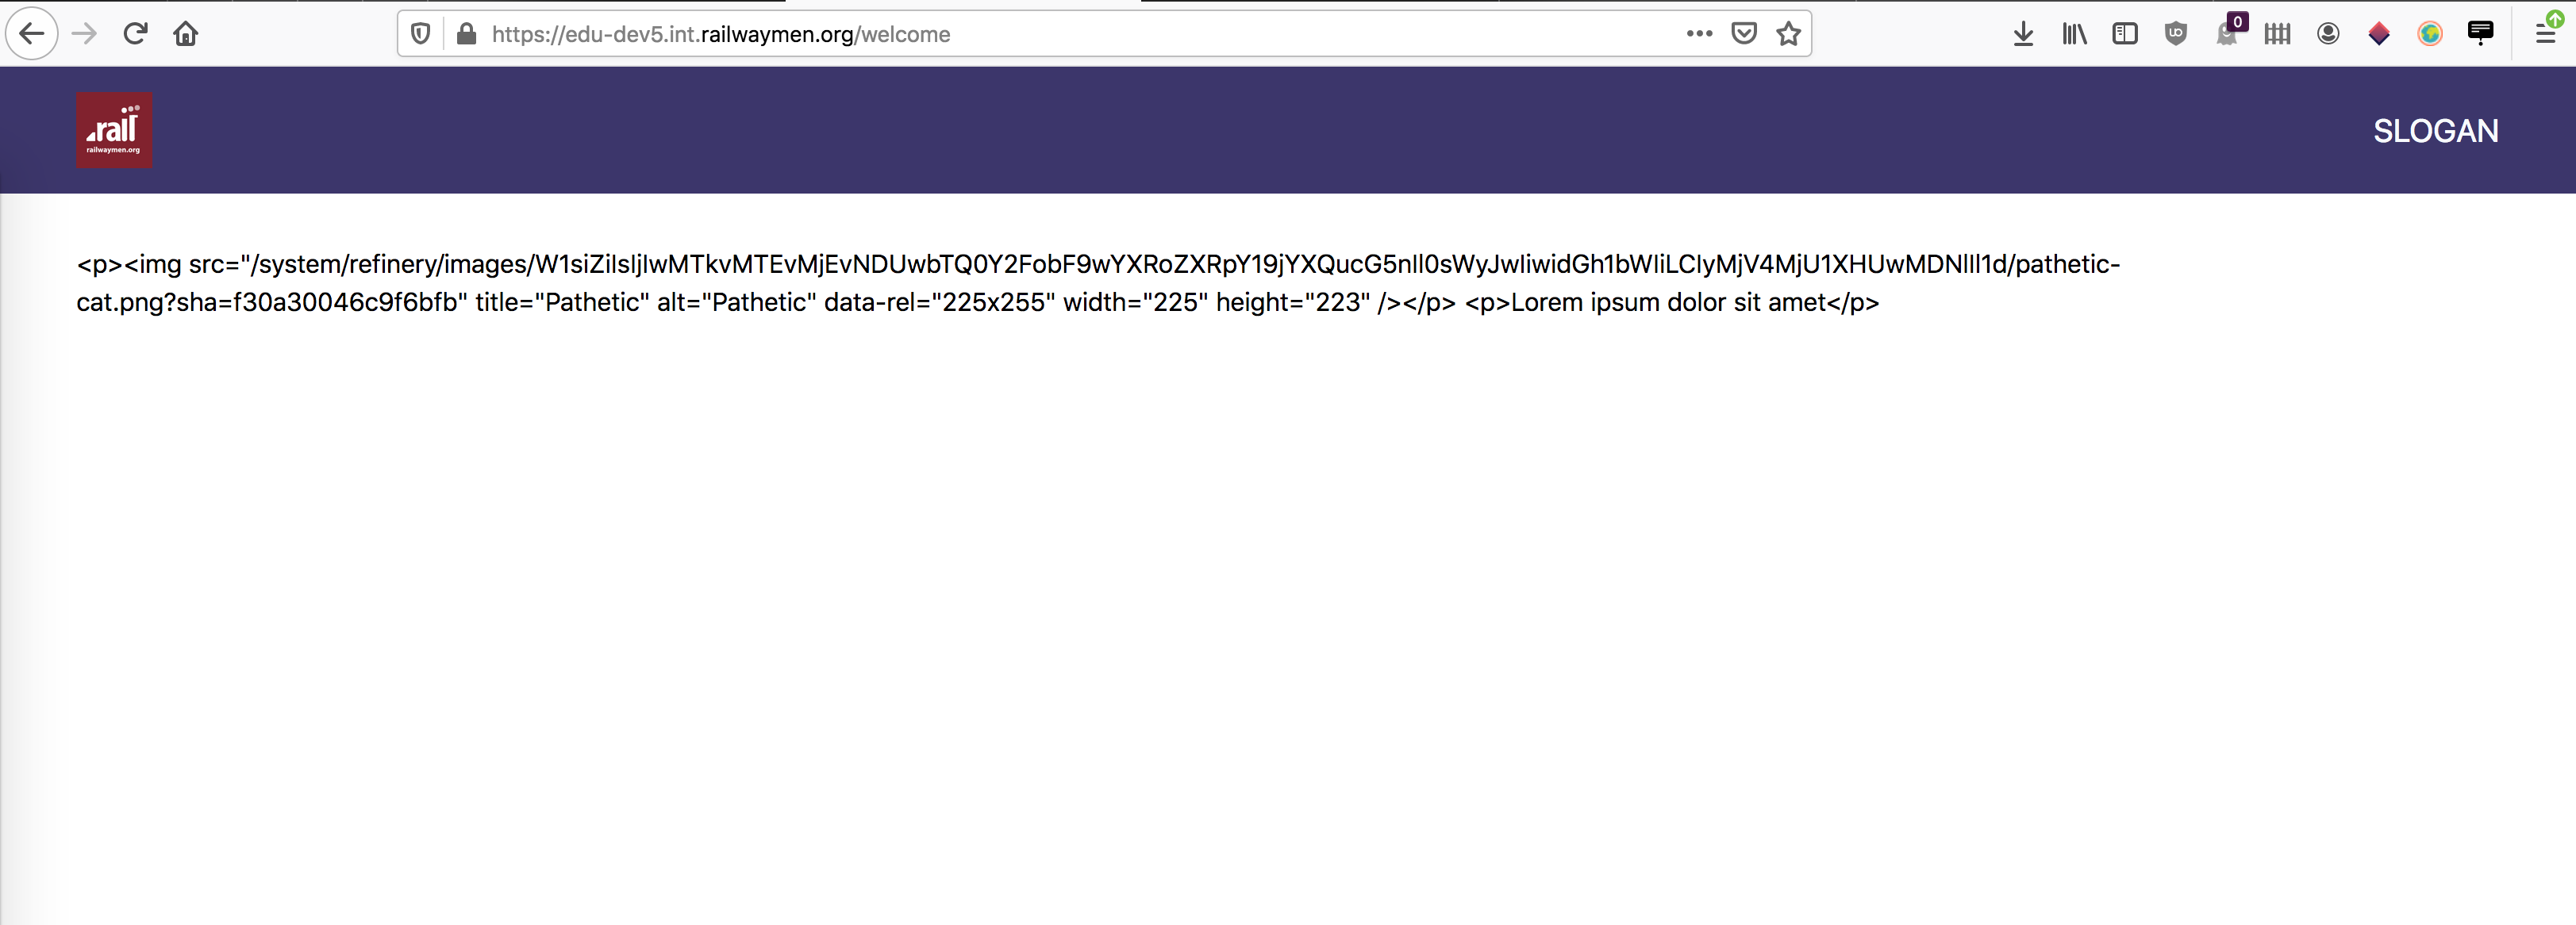 https://edu-dev5.int.railwaymen.org/welcome
0
.rail
railwaymen.org
SLOGAN
<p><img src="/system/refinery/images/W1siZiIsIjIwMTkvMTEvMjEvNDUwbTQ0Y2FobF9wYXRoZXRpY19jYXQucG5nIl0sWyJwIiwidGh1bWIiLCIyMjV4MjU1XHUwMDNlIl1d/pathetic-
cat.png?sha=f30a30046c9f6bfb" title="Pathetic" alt="Pathetic" data-rel="225x255" width="225" height="223" /></p> <p>Lorem ipsum dolor sit amet</p>